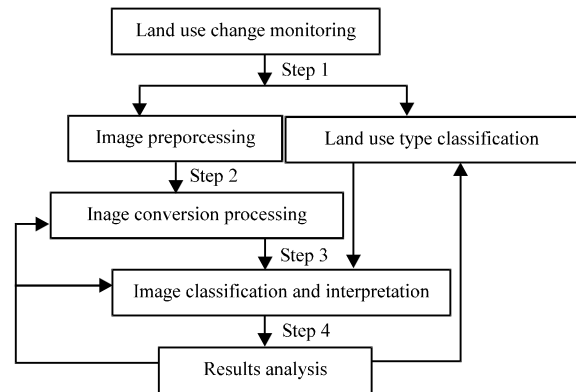 Land use change monitoring
Step 1
Image preporcessing
Land use type classification
Step 2
Image conversion processing
Step 3
Image classification and interpretation
Step 4
Results analysis